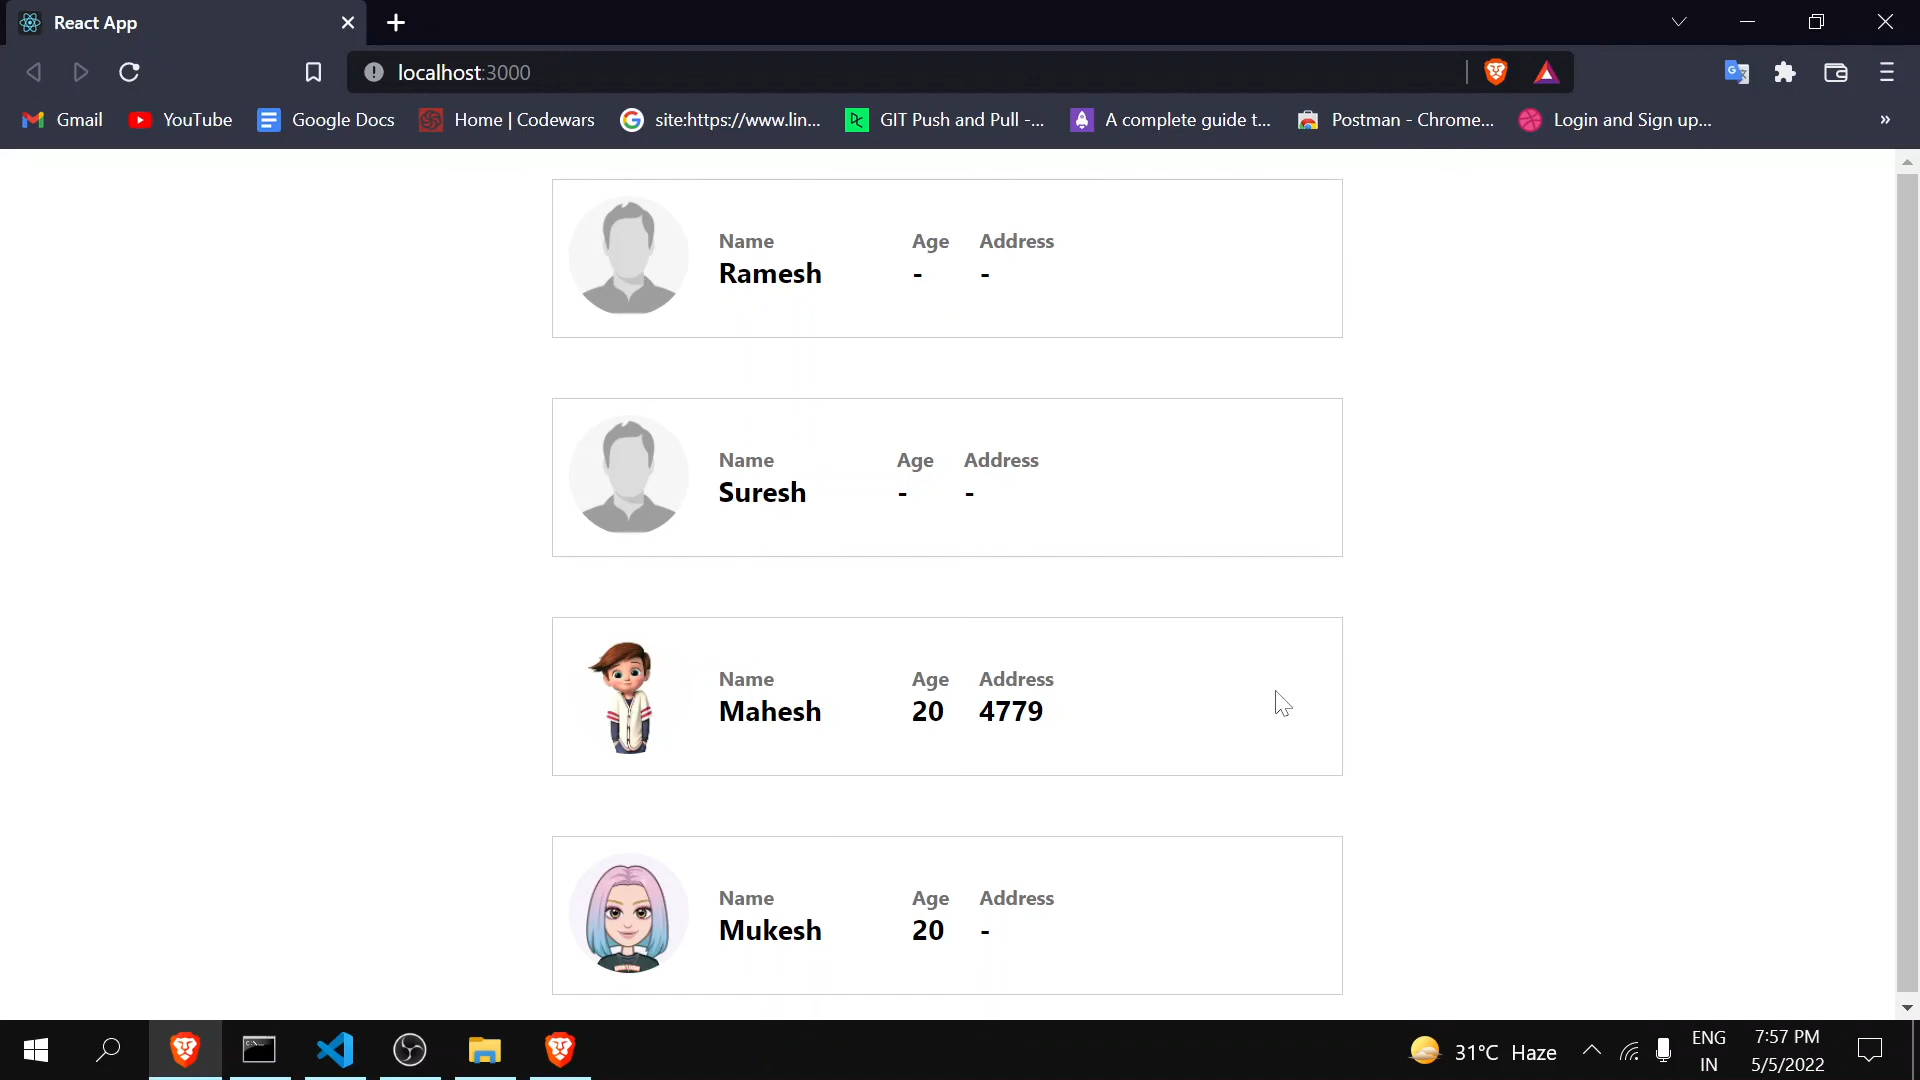 React App
localhost:3000
Gmail YouTube Google Docs Home | Codewars site:https://www.lin... GIT Push and Pull -... A complete guide t... Postman - Chrome... Login and Sign up... »
Name Age Address
Ramesh - -
Name Age Address
Suresh - -
Name Age Address
Mahesh 20 4779
Name Age Address
Mukesh 20 -
31°C Haze
ENG
IN
7:57 PM
5/5/2022